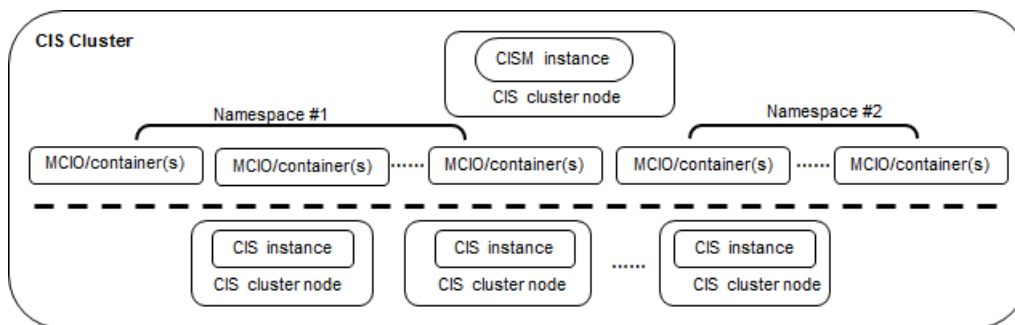 CIS Cluster
CISM instance
CIS cluster node
Namespace #1
Namespace #2
MCIO/container(s)
MCIO/container(s)
......
MCIO/container(s)
MCIO/container(s)
......
MCIO/container(s)
CIS instance
CIS cluster node
CIS instance
CIS cluster node
......
CIS instance
CIS cluster node